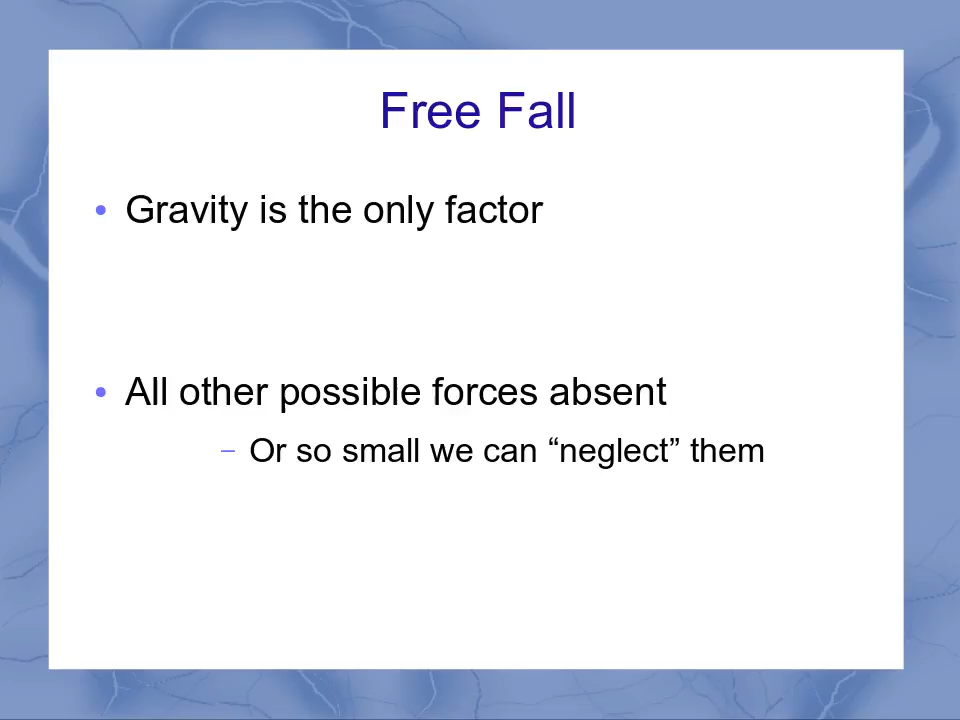 Free Fall
• Gravity is the only factor
• All other possible forces absent
– Or so small we can “neglect” them